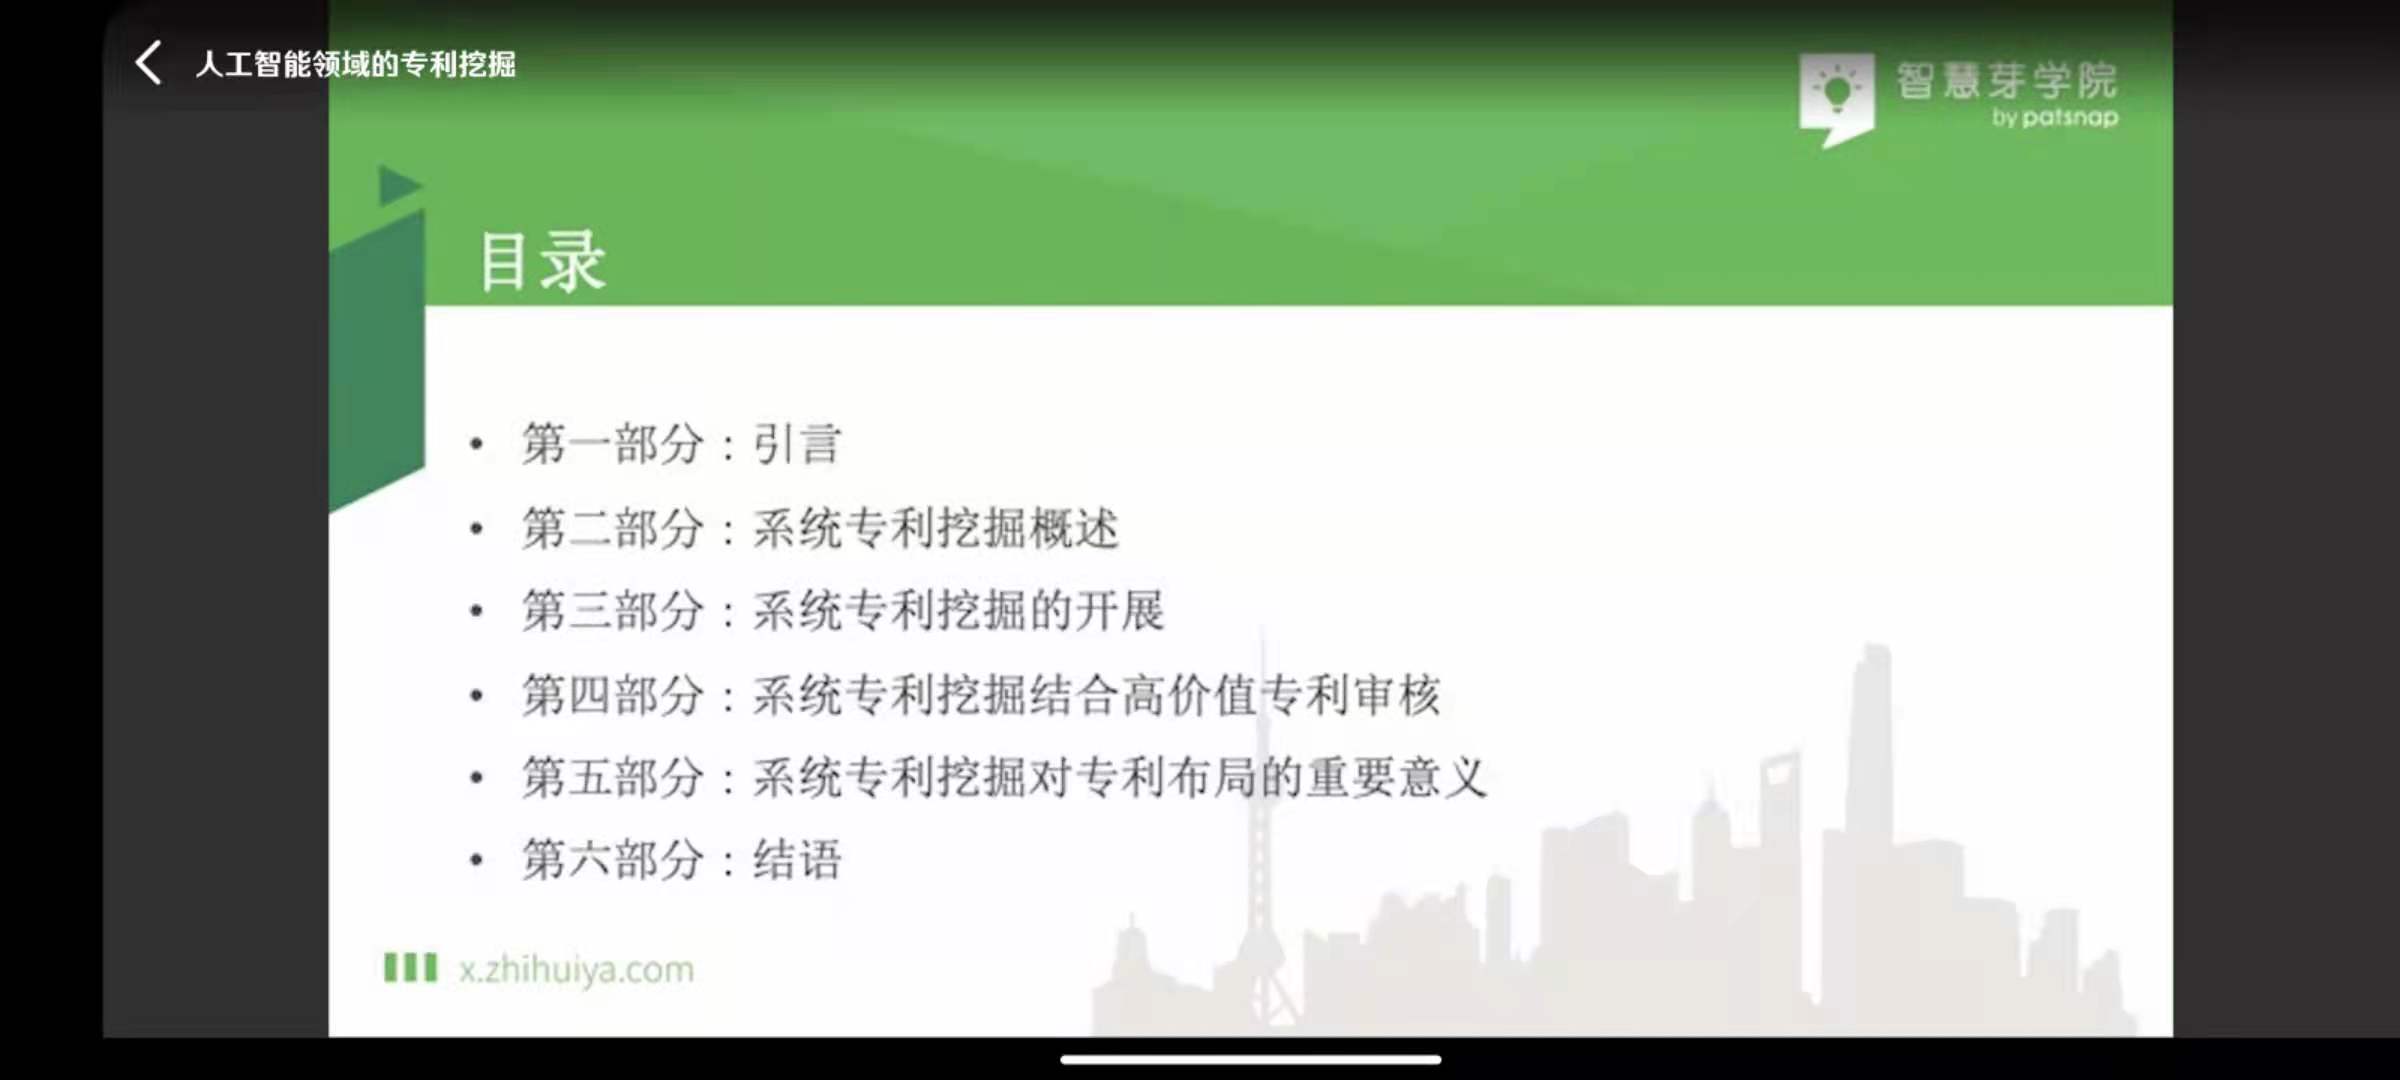 人工智能领域的专利挖掘
智慧芽学院
by patsnap
目录
• 第一部分：引言
• 第二部分：系统专利挖掘概述
• 第三部分：系统专利挖掘的开展
• 第四部分：系统专利挖掘结合高价值专利审核
• 第五部分：系统专利挖掘对专利布局的重要意义
• 第六部分：结语
x.zhihuiya.com